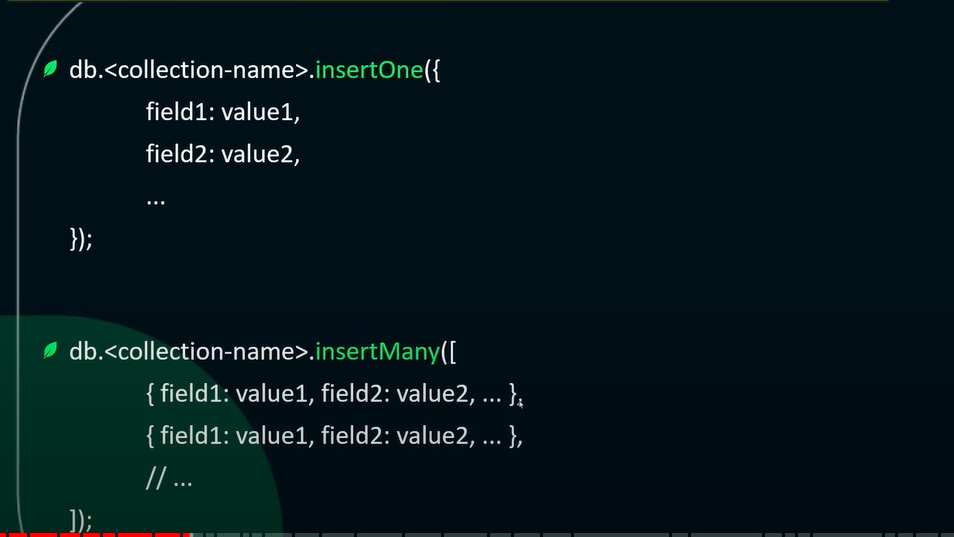 db.<collection-name>.insertOne({
field1: value1,
field2: value2,
...
});
db.<collection-name>.insertMany([
{ field1: value1, field2: value2, ... },
{ field1: value1, field2: value2, ... },
// ...
]);